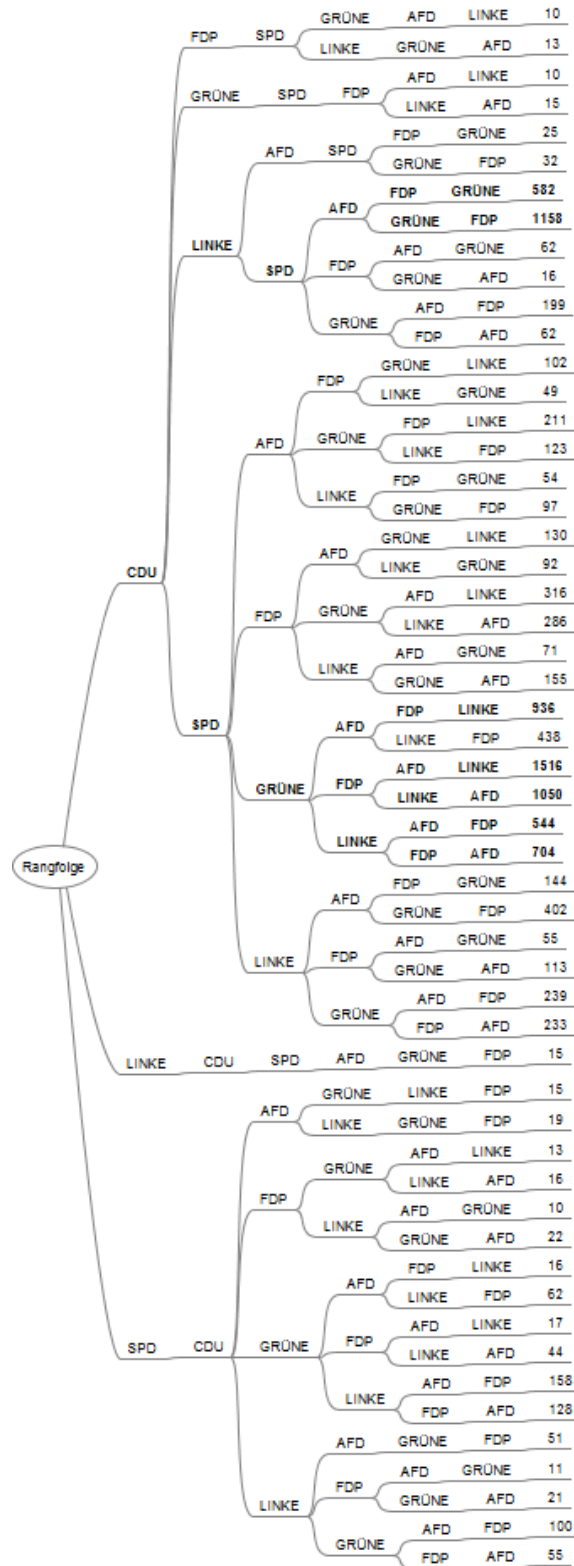 GRÜNE AFD LINKE 10
FDP SPD
LINKE GRÜNE AFD 13
AFD LINKE 10
GRÜNE SPD FDP
LINKE AFD 15
FDP GRÜNE 25
AFD SPD
GRÜNE FDP 32
FDP GRÜNE 582
AFD
GRÜNE FDP 1158
LINKE
AFD GRÜNE 62
SPD FDP
GRÜNE AFD 16
AFD FDP 199
GRÜNE
FDP AFD 62
GRÜNE LINKE 102
FDP
LINKE GRÜNE 49
FDP LINKE 211
AFD GRÜNE
LINKE FDP 123
FDP GRÜNE 54
LINKE
GRÜNE FDP 97
GRÜNE LINKE 130
AFD
LINKE GRÜNE 92
CDU
AFD LINKE 316
FDP GRÜNE
LINKE AFD 286
AFD GRÜNE 71
LINKE
GRÜNE AFD 155
SPD
FDP LINKE 936
AFD
LINKE FDP 438
AFD LINKE 1516
GRÜNE FDP
LINKE AFD 1050
AFD FDP 544
LINKE
FDP AFD 704
Rangfolge
FDP GRÜNE 144
AFD
GRÜNE FDP 402
AFD GRÜNE 55
LINKE FDP
GRÜNE AFD 113
AFD FDP 239
GRÜNE
FDP AFD 233
LINKE CDU SPD AFD GRÜNE FDP 15
GRÜNE LINKE FDP 15
AFD
LINKE GRÜNE FDP 19
AFD LINKE 13
GRÜNE
LINKE AFD 16
FDP
AFD GRÜNE 10
LINKE
GRÜNE AFD 22
FDP LINKE 16
AFD
LINKE FDP 62
AFD LINKE 17
SPD CDU GRÜNE FDP
LINKE AFD 44
AFD FDP 158
LINKE
FDP AFD 128
AFD GRÜNE FDP 51
AFD GRÜNE 11
LINKE FDP
GRÜNE AFD 21
AFD FDP 100
GRÜNE
FDP AFD 55